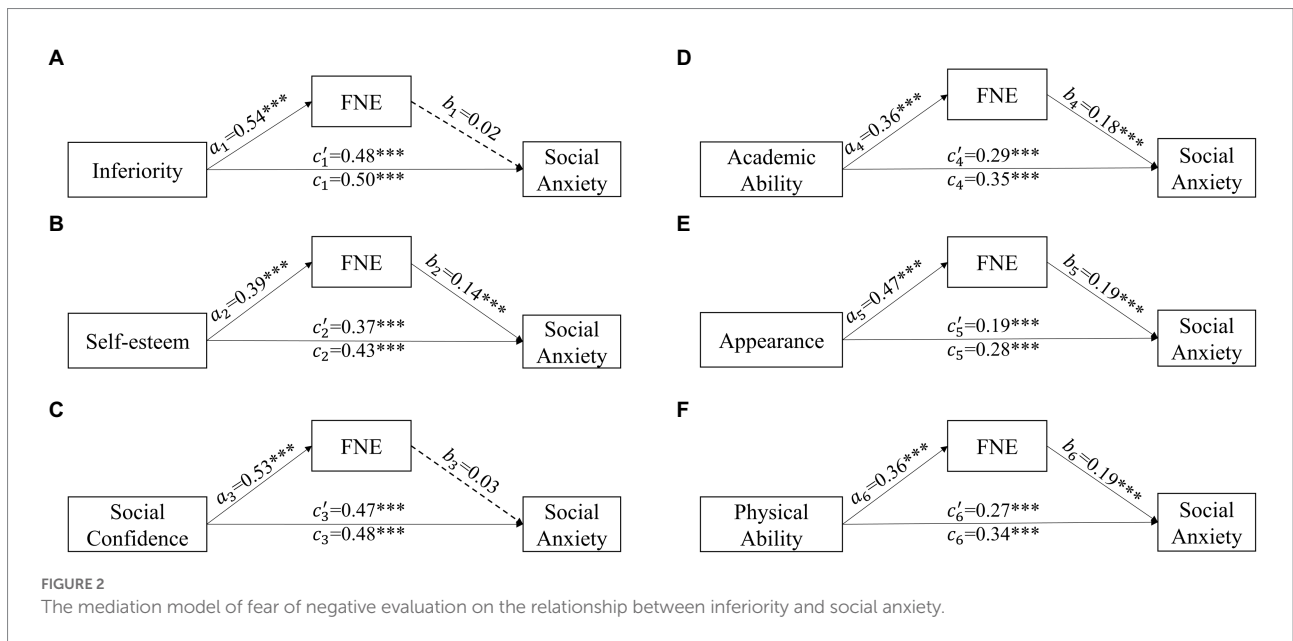 A
FNE
a₁=0.54***
b₁=0.02
Inferiority
c′₁=0.48***
c₁=0.50***
Social
Anxiety
B
FNE
a₂=0.39***
b₂=0.14***
Self-esteem
c′₂=0.37***
c₂=0.43***
Social
Anxiety
C
FNE
a₃=0.53***
b₃=0.03
Social
Confidence
c′₃=0.47***
c₃=0.48***
Social
Anxiety
D
FNE
a₄=0.36***
b₄=0.18***
Academic
Ability
c′₄=0.29***
c₄=0.35***
Social
Anxiety
E
FNE
a₅=0.47***
b₅=0.19***
Appearance
c′₅=0.19***
c₅=0.28***
Social
Anxiety
F
FNE
a₆=0.36***
b₆=0.19***
Physical
Ability
c′₆=0.27***
c₆=0.34***
Social
Anxiety
FIGURE 2
The mediation model of fear of negative evaluation on the relationship between inferiority and social anxiety.